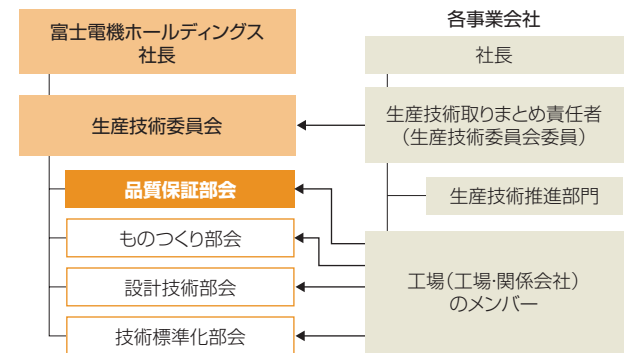 富士電機ホールディングス
社長
生産技術委員会
品質保証部会
ものつくり部会
設計技術部会
技術標準化部会
各事業会社
社長
生産技術取りまとめ責任者
（生産技術委員会委員）
生産技術推進部門
工場（工場・関係会社）
のメンバー